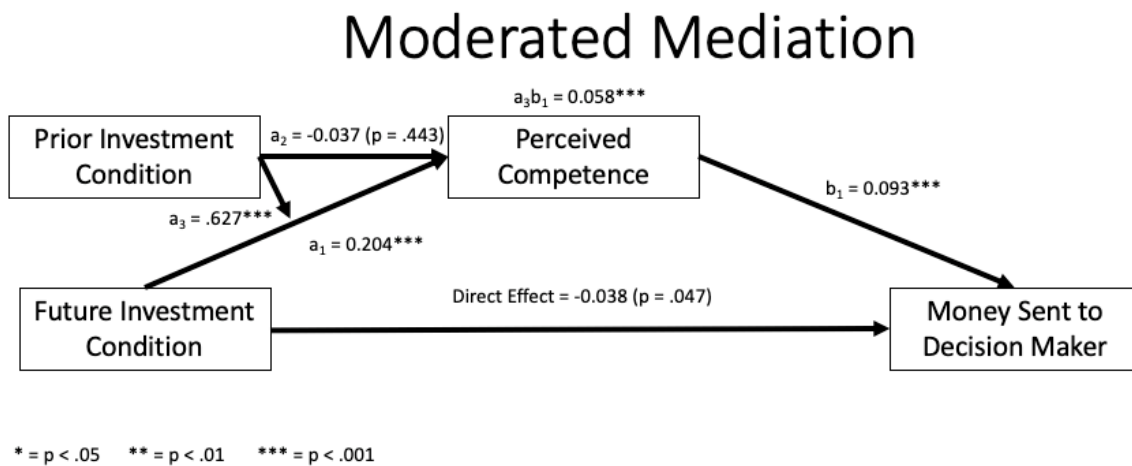 Moderated Mediation
a₃b₁ = 0.058***
Prior Investment
Condition
a₂ = -0.037 (p = .443)
Perceived
Competence
a₃ = .627***
a₁ = 0.204***
b₁ = 0.093***
Future Investment
Condition
Direct Effect = -0.038 (p = .047)
Money Sent to
Decision Maker
* = p < .05 ** = p < .01 *** = p < .001